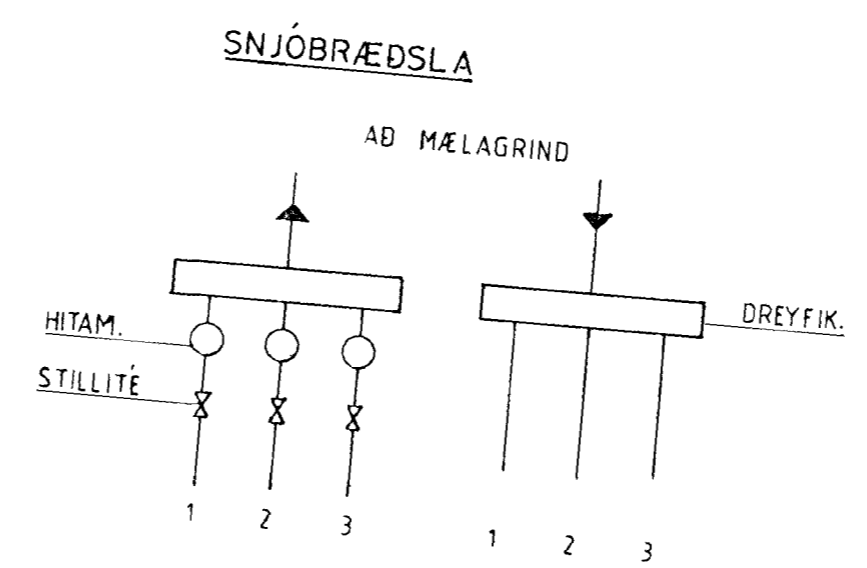 SNJÓBRÆÐSLA
AÐ MÆLAGRIND
HITAM.
DREYFIK.
STILLITÉ
1 2 3
1 2 3